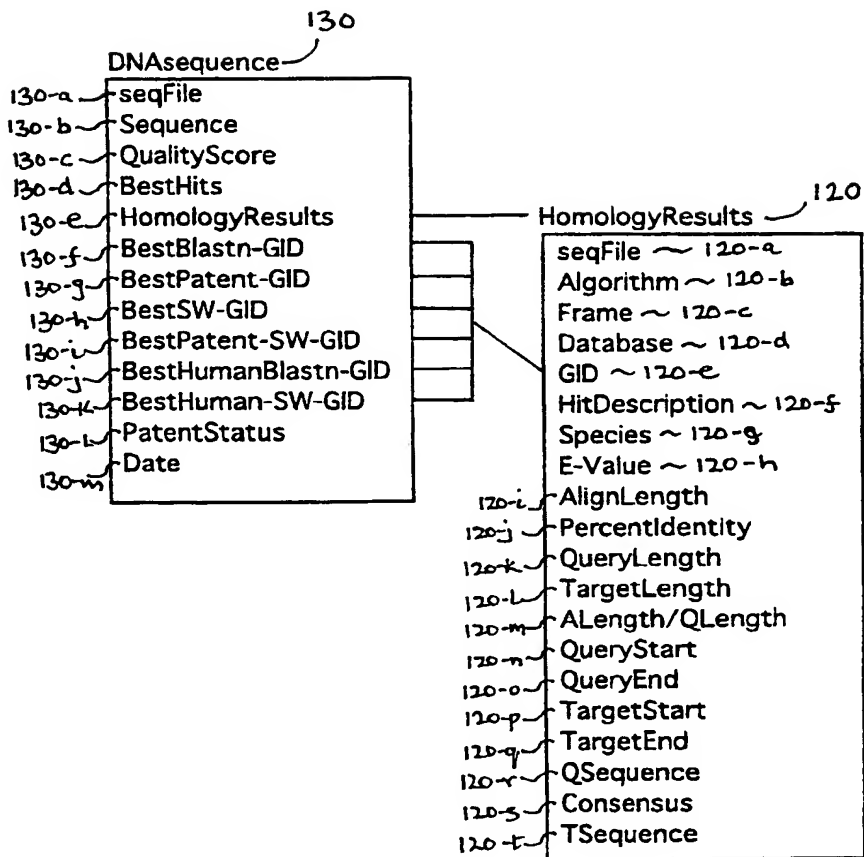 130
DNAsequence
130-a seqFile
130-b Sequence
130-c QualityScore
130-d BestHits
130-e HomologyResults
130-f BestBlastn-GID
130-g BestPatent-GID
130-h BestSW-GID
130-i BestPatent-SW-GID
130-j BestHumanBlastn-GID
130-k BestHuman-SW-GID
130-l PatentStatus
130-m Date
120
HomologyResults
seqFile ~ 120-a
Algorithm ~ 120-b
Frame ~ 120-c
Database ~ 120-d
GID ~ 120-e
HitDescription ~ 120-f
Species ~ 120-g
E-Value ~ 120-h
120-i AlignLength
120-j PercentIdentity
120-k QueryLength
120-l TargetLength
120-m ALength/QLength
120-n QueryStart
120-o QueryEnd
120-p TargetStart
120-q TargetEnd
120-r QSequence
120-s Consensus
120-t TSequence